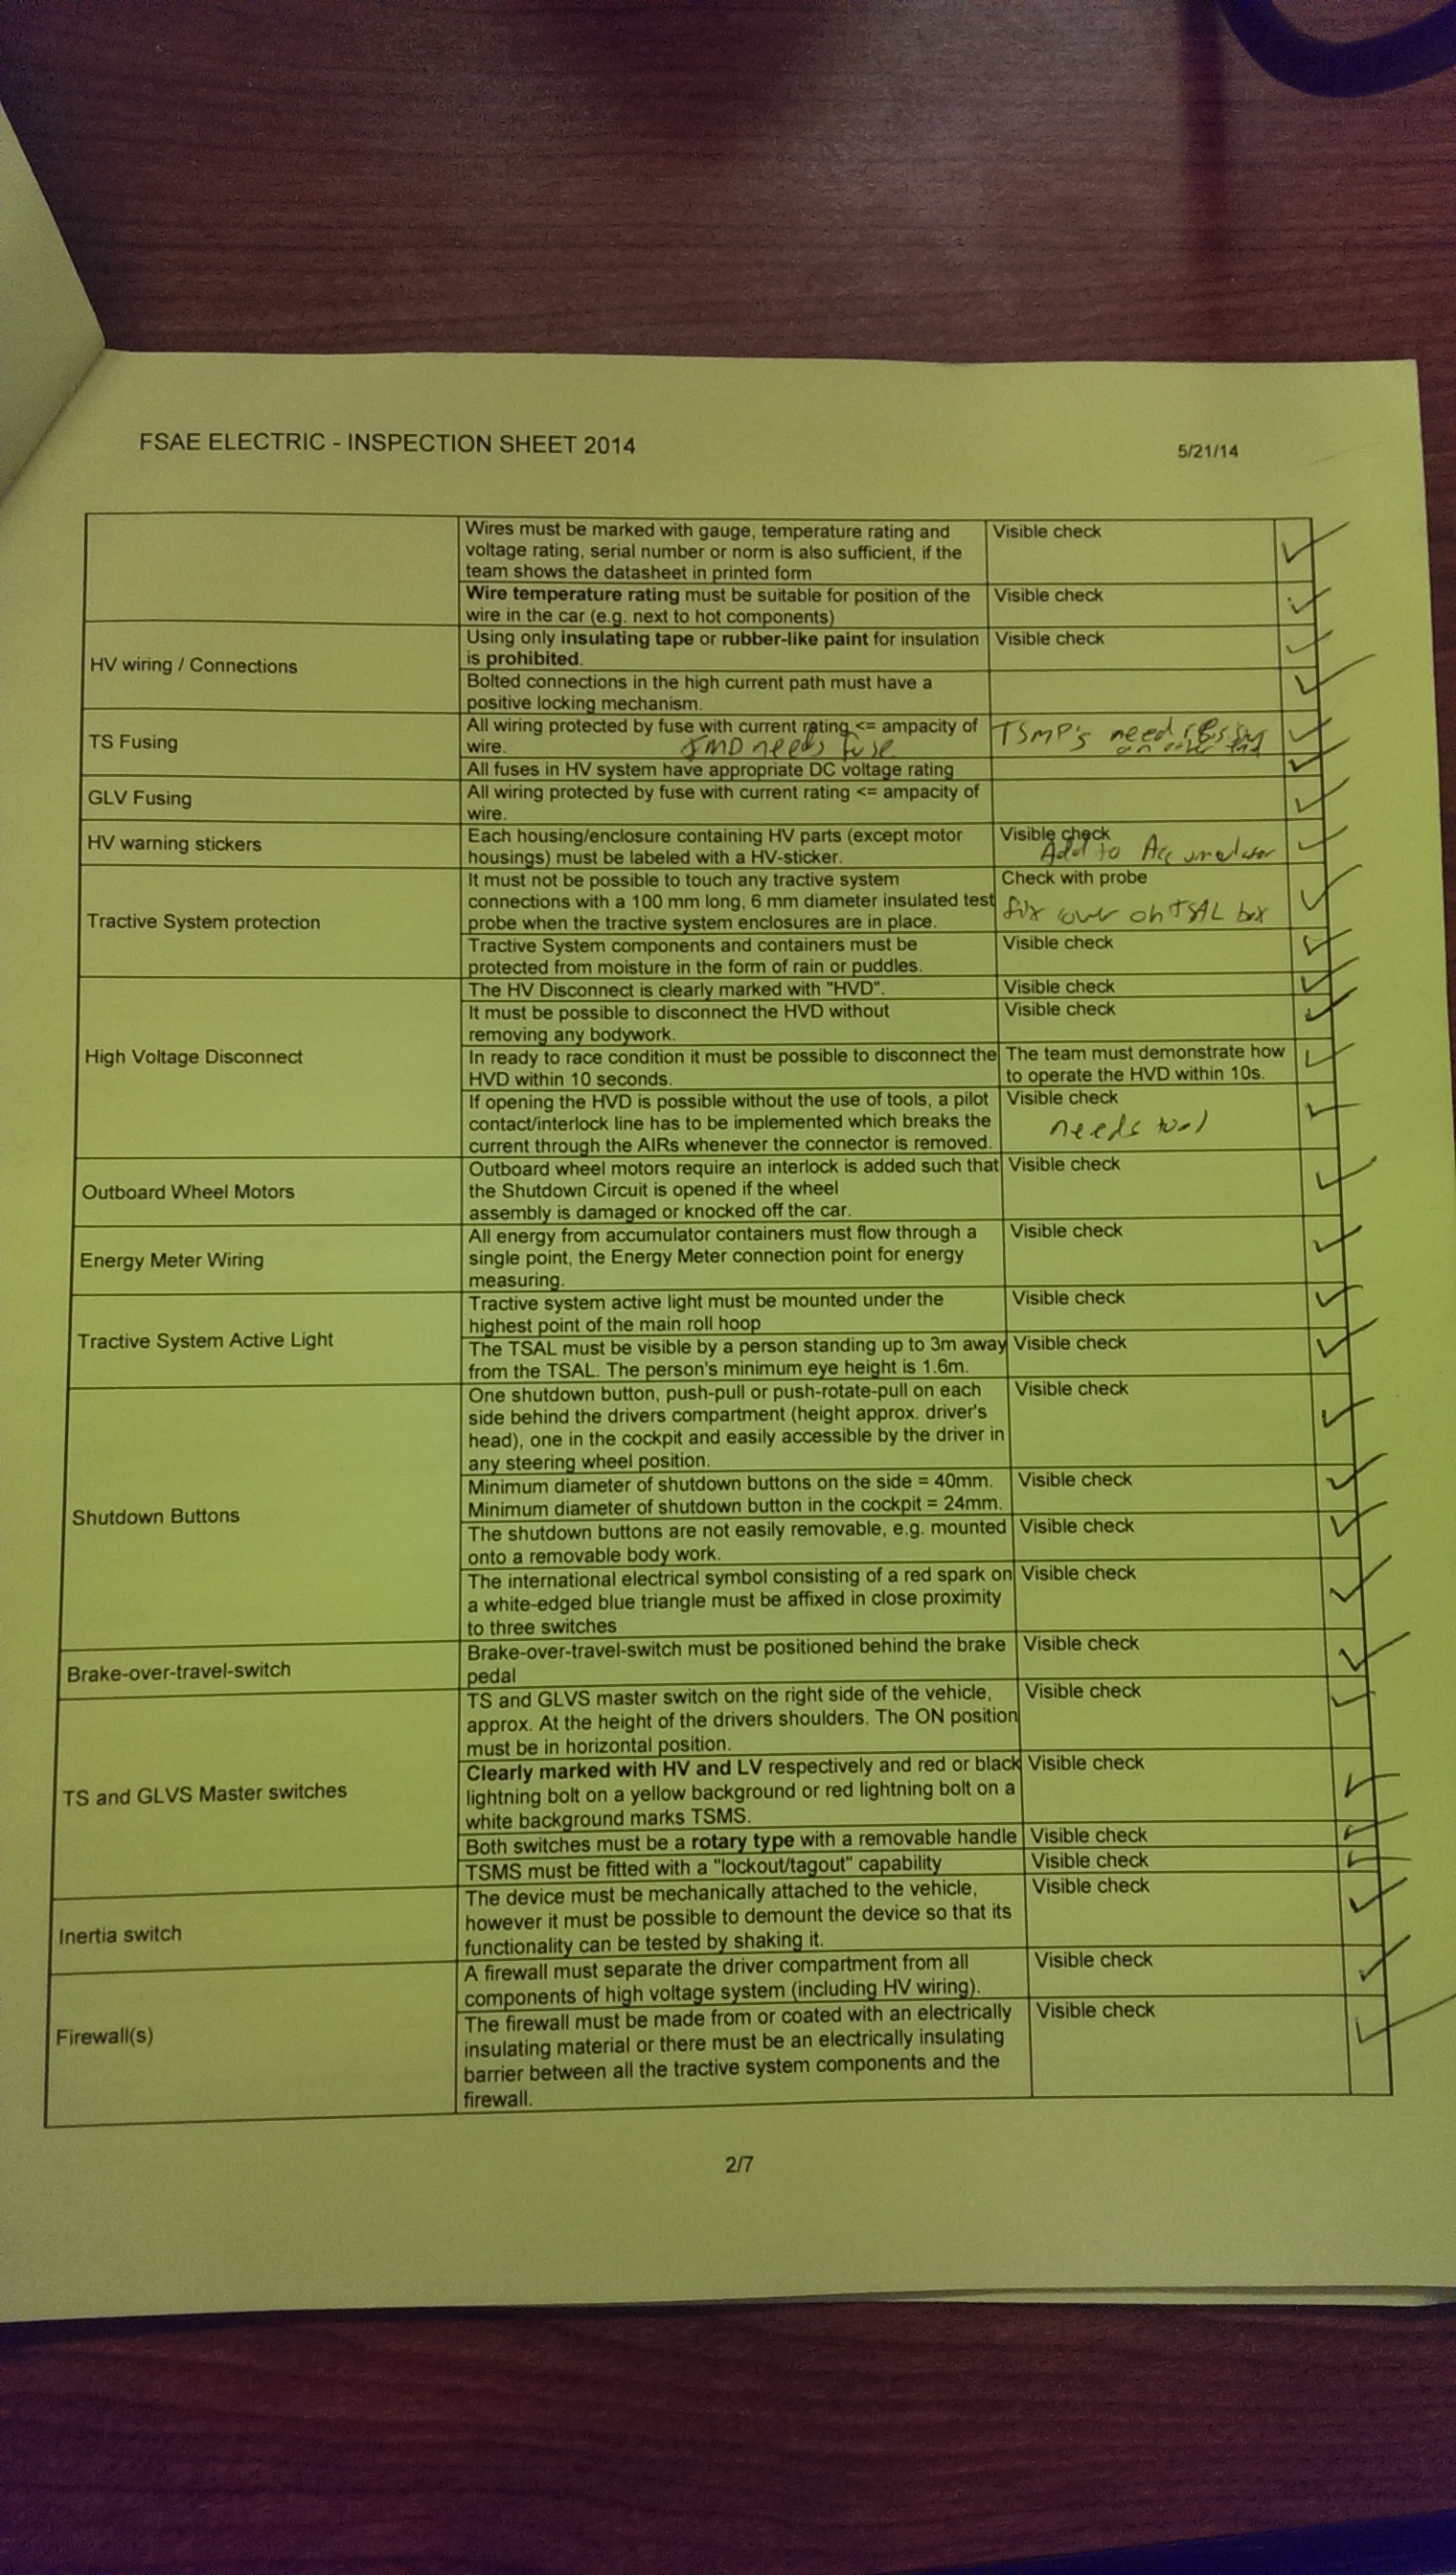 FSAE ELECTRIC - INSPECTION SHEET 2014
5/21/14
Wires must be marked with gauge, temperature rating and
voltage rating, serial number or norm is also sufficient, if the
team shows the datasheet in printed form
Visible check
Wire temperature rating must be suitable for position of the
wire in the car (e.g. next to hot components)
Visible check
HV wiring / Connections
Using only insulating tape or rubber-like paint for insulation
is prohibited.
Visible check
Bolted connections in the high current path must have a
positive locking mechanism.
TS Fusing
All wiring protected by fuse with current rating <= ampacity of
wire.
IMD needs fuse
TSMP's need
All fuses in HV system have appropriate DC voltage rating
GLV Fusing
All wiring protected by fuse with current rating <= ampacity of
wire.
HV warning stickers
Each housing/enclosure containing HV parts (except motor
housings) must be labeled with a HV-sticker.
Visible check
Add to Accumulator
Tractive System protection
It must not be possible to touch any tractive system
connections with a 100 mm long, 6 mm diameter insulated test
probe when the tractive system enclosures are in place.
Check with probe
fix cover on TSAL box
Tractive System components and containers must be
protected from moisture in the form of rain or puddles.
Visible check
High Voltage Disconnect
The HV Disconnect is clearly marked with "HVD".
Visible check
It must be possible to disconnect the HVD without
removing any bodywork.
Visible check
In ready to race condition it must be possible to disconnect the
HVD within 10 seconds.
The team must demonstrate how
to operate the HVD within 10s.
If opening the HVD is possible without the use of tools, a pilot
contact/interlock line has to be implemented which breaks the
current through the AIRs whenever the connector is removed.
Visible check
needs tool
Outboard Wheel Motors
Outboard wheel motors require an interlock is added such that
the Shutdown Circuit is opened if the wheel
assembly is damaged or knocked off the car.
Visible check
Energy Meter Wiring
All energy from accumulator containers must flow through a
single point, the Energy Meter connection point for energy
measuring.
Visible check
Tractive System Active Light
Tractive system active light must be mounted under the
highest point of the main roll hoop
Visible check
The TSAL must be visible by a person standing up to 3m away
from the TSAL. The person's minimum eye height is 1.6m.
Visible check
Shutdown Buttons
One shutdown button, push-pull or push-rotate-pull on each
side behind the drivers compartment (height approx. driver's
head), one in the cockpit and easily accessible by the driver in
any steering wheel position.
Visible check
Minimum diameter of shutdown buttons on the side = 40mm.
Minimum diameter of shutdown button in the cockpit = 24mm.
Visible check
The shutdown buttons are not easily removable, e.g. mounted
onto a removable body work.
Visible check
The international electrical symbol consisting of a red spark on
a white-edged blue triangle must be affixed in close proximity
to three switches
Visible check
Brake-over-travel-switch
Brake-over-travel-switch must be positioned behind the brake
pedal
Visible check
TS and GLVS Master switches
TS and GLVS master switch on the right side of the vehicle,
approx. At the height of the drivers shoulders. The ON position
must be in horizontal position.
Visible check
Clearly marked with HV and LV respectively and red or black
lightning bolt on a yellow background or red lightning bolt on a
white background marks TSMS.
Visible check
Both switches must be a rotary type with a removable handle
Visible check
TSMS must be fitted with a "lockout/tagout" capability
Visible check
Inertia switch
The device must be mechanically attached to the vehicle,
however it must be possible to demount the device so that its
functionality can be tested by shaking it.
Visible check
Firewall(s)
A firewall must separate the driver compartment from all
components of high voltage system (including HV wiring).
Visible check
The firewall must be made from or coated with an electrically
insulating material or there must be an electrically insulating
barrier between all the tractive system components and the
firewall.
Visible check
2/7